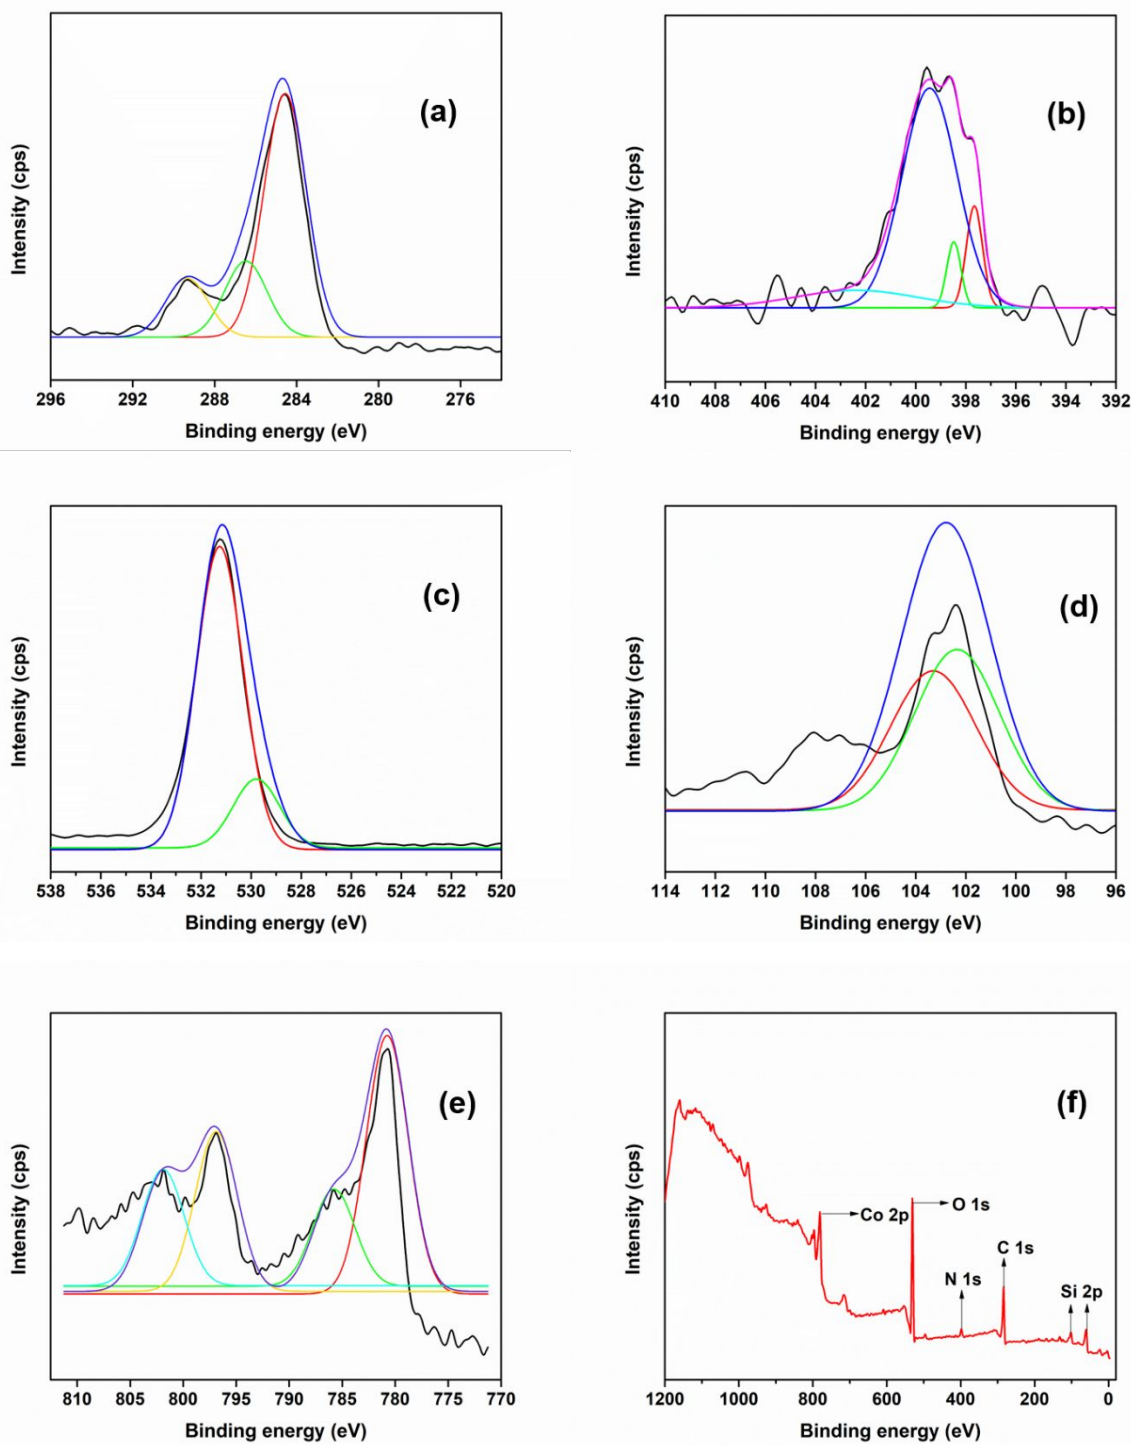 (a)
Intensity (cps)
296 292 288 284 280 276
Binding energy (eV)
(b)
Intensity (cps)
410 408 406 404 402 400 398 396 394 392
Binding energy (eV)
(c)
Intensity (cps)
538 536 534 532 530 528 526 524 522 520
Binding energy (eV)
(d)
Intensity (cps)
114 112 110 108 106 104 102 100 98 96
Binding energy (eV)
(e)
Intensity (cps)
810 805 800 795 790 785 780 775 770
Binding energy (eV)
(f)
Intensity (cps)
Co 2p
O 1s
N 1s
C 1s
Si 2p
1200 1000 800 600 400 200 0
Binding energy (eV)